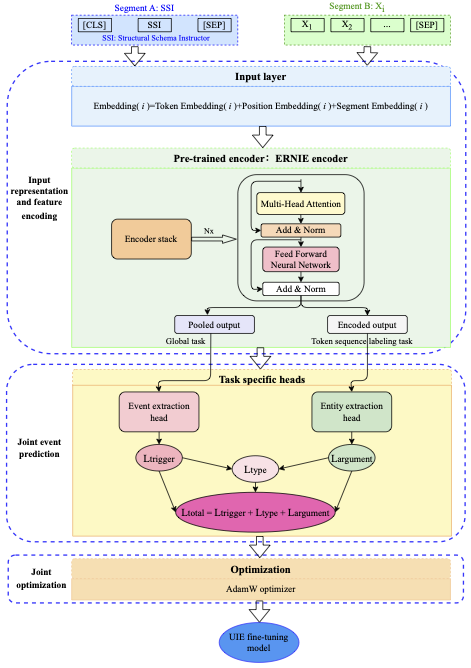 Segment A: SSI
Segment B: Xi
[CLS] SSI [SEP]
X1 X2 ... [SEP]
SSI: Structural Schema Instructor
Input layer
Embedding( i )=Token Embedding( i )+Position Embedding( i )+Segment Embedding( i )
Pre-trained encoder：ERNIE encoder
Input
representation
and feature
encoding
Multi-Head Attention
Encoder stack
Nx
Add & Norm
Feed Forward
Neural Network
Add & Norm
Pooled output
Encoded output
Global task
Token sequence labeling task
Task specific heads
Event extraction
head
Entity extraction
head
Joint event
prediction
Ltrigger
Ltype
Largument
Ltotal = Ltrigger + Ltype + Largument
Joint
optimization
Optimization
AdamW optimizer
UIE fine-tuning
model